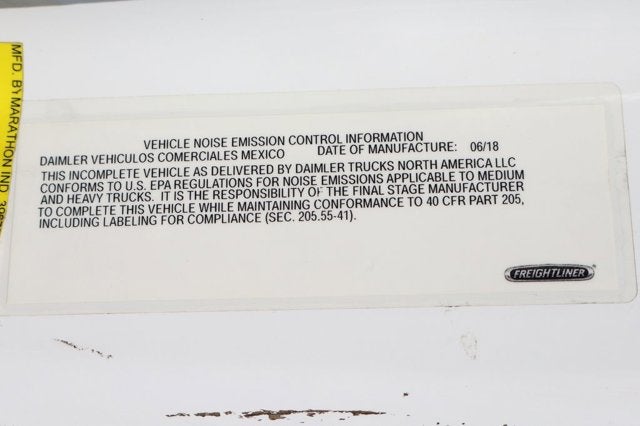 MFD. BY MARATHON IND.
VEHICLE NOISE EMISSION CONTROL INFORMATION
DAIMLER VEHICULOS COMERCIALES MEXICO DATE OF MANUFACTURE: 06/18
THIS INCOMPLETE VEHICLE AS DELIVERED BY DAIMLER TRUCKS NORTH AMERICA LLC
CONFORMS TO U.S. EPA REGULATIONS FOR NOISE EMISSIONS APPLICABLE TO MEDIUM
AND HEAVY TRUCKS. IT IS THE RESPONSIBILITY OF THE FINAL STAGE MANUFACTURER
TO COMPLETE THIS VEHICLE WHILE MAINTAINING CONFORMANCE TO 40 CFR PART 205,
INCLUDING LABELING FOR COMPLIANCE (SEC. 205.55-41).
FREIGHTLINER